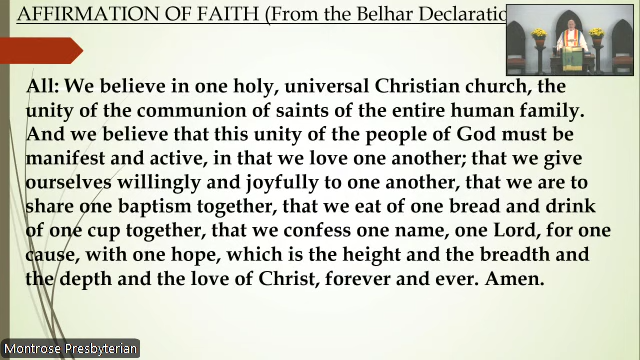 AFFIRMATION OF FAITH (From the Belhar Declaratio
All: We believe in one holy, universal Christian church, the
unity of the communion of saints of the entire human family.
And we believe that this unity of the people of God must be
manifest and active, in that we love one another; that we give
ourselves willingly and joyfully to one another, that we are to
share one baptism together, that we eat of one bread and drink
of one cup together, that we confess one name, one Lord, for one
cause, with one hope, which is the height and the breadth and
the depth and the love of Christ, forever and ever. Amen.
Montrose Presbyterian